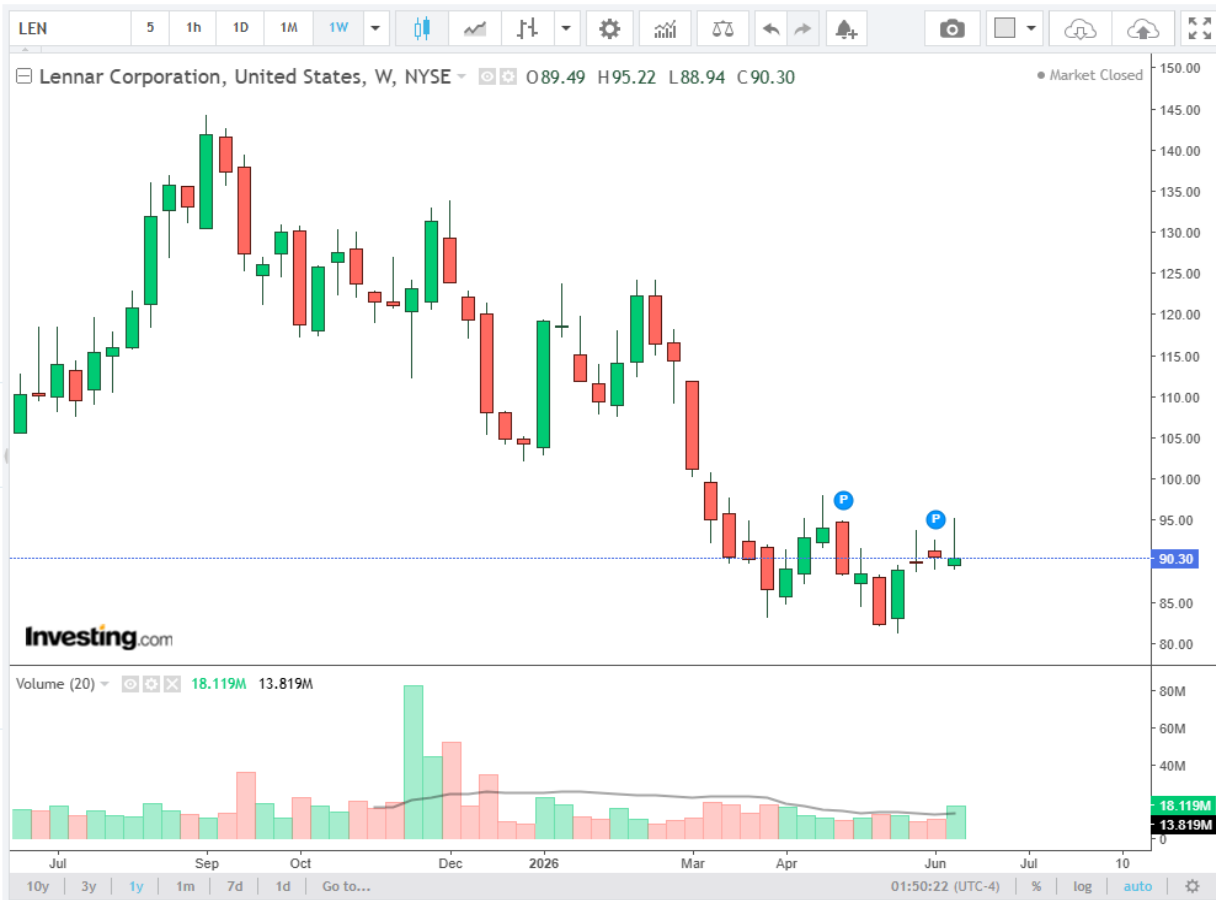 LEN 5 1h 1D 1M 1W
Lennar Corporation, United States, W, NYSE O89.49 H95.22 L88.94 C90.30 Market Closed
150.00
145.00
140.00
135.00
130.00
125.00
120.00
115.00
110.00
105.00
100.00
P
P
95.00
90.30
85.00
Investing.com
80.00
Volume (20) 18.119M 13.819M
80M
60M
40M
18.119M
13.819M
0
Jul Sep Oct Dec 2026 Mar Apr Jun Jul 10
10y 3y 1y 1m 7d 1d Go to... 01:50:22 (UTC-4) % log auto